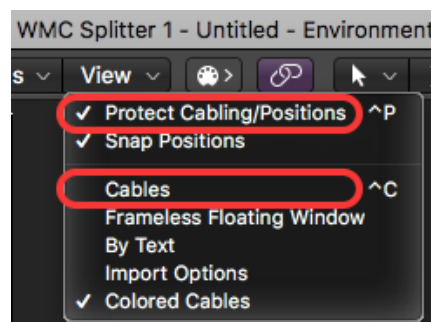 WMC Splitter 1 - Untitled - Environment
s View
✓ Protect Cabling/Positions ^P
✓ Snap Positions
Cables ^C
Frameless Floating Window
By Text
Import Options
✓ Colored Cables